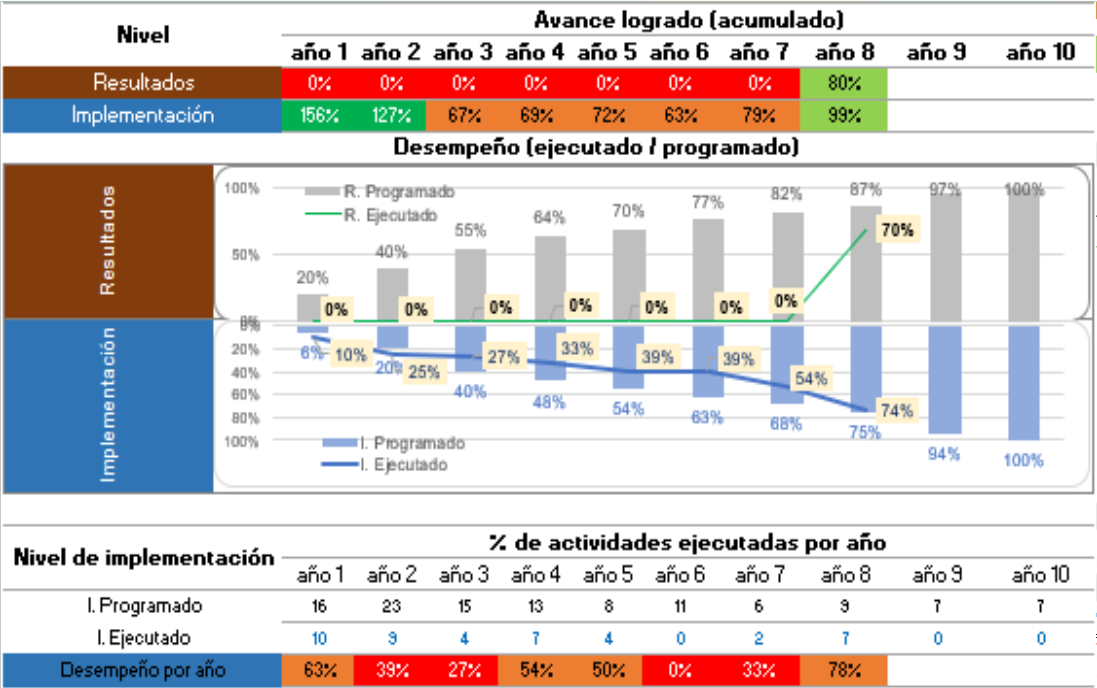 Nivel
Avance logrado (acumulado)
año 1 año 2 año 3 año 4 año 5 año 6 año 7 año 8 año 9 año 10
Resultados 0% 0% 0% 0% 0% 0% 0% 80%
Implementación 156% 127% 67% 69% 72% 63% 79% 99%
Desempeño (ejecutado / programado)
Resultados
100%
50%
0%
R. Programado
R. Ejecutado
20% 40% 55% 64% 70% 77% 82% 87% 97% 100%
0% 0% 0% 0% 0% 0% 0% 70%
Implementación
0%
20%
40%
60%
80%
100%
6% 20% 40% 48% 54% 63% 68% 75% 94% 100%
10% 25% 27% 33% 39% 39% 54% 74%
I. Programado
I. Ejecutado
Nivel de implementación
% de actividades ejecutadas por año
año 1 año 2 año 3 año 4 año 5 año 6 año 7 año 8 año 9 año 10
I. Programado 16 23 15 13 8 11 6 9 7 7
I. Ejecutado 10 9 4 7 4 0 2 7 0 0
Desempeño por año 63% 39% 27% 54% 50% 0% 33% 78%